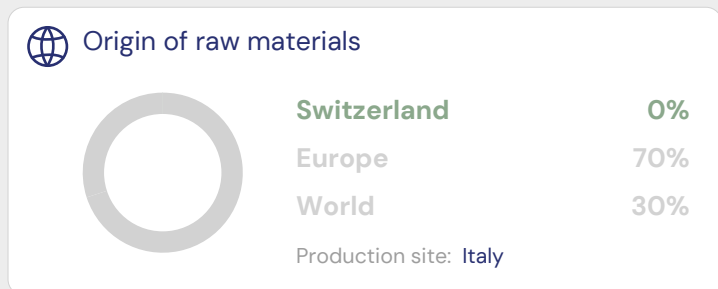 Origin of raw materials
Switzerland 0%
Europe 70%
World 30%
Production site: Italy